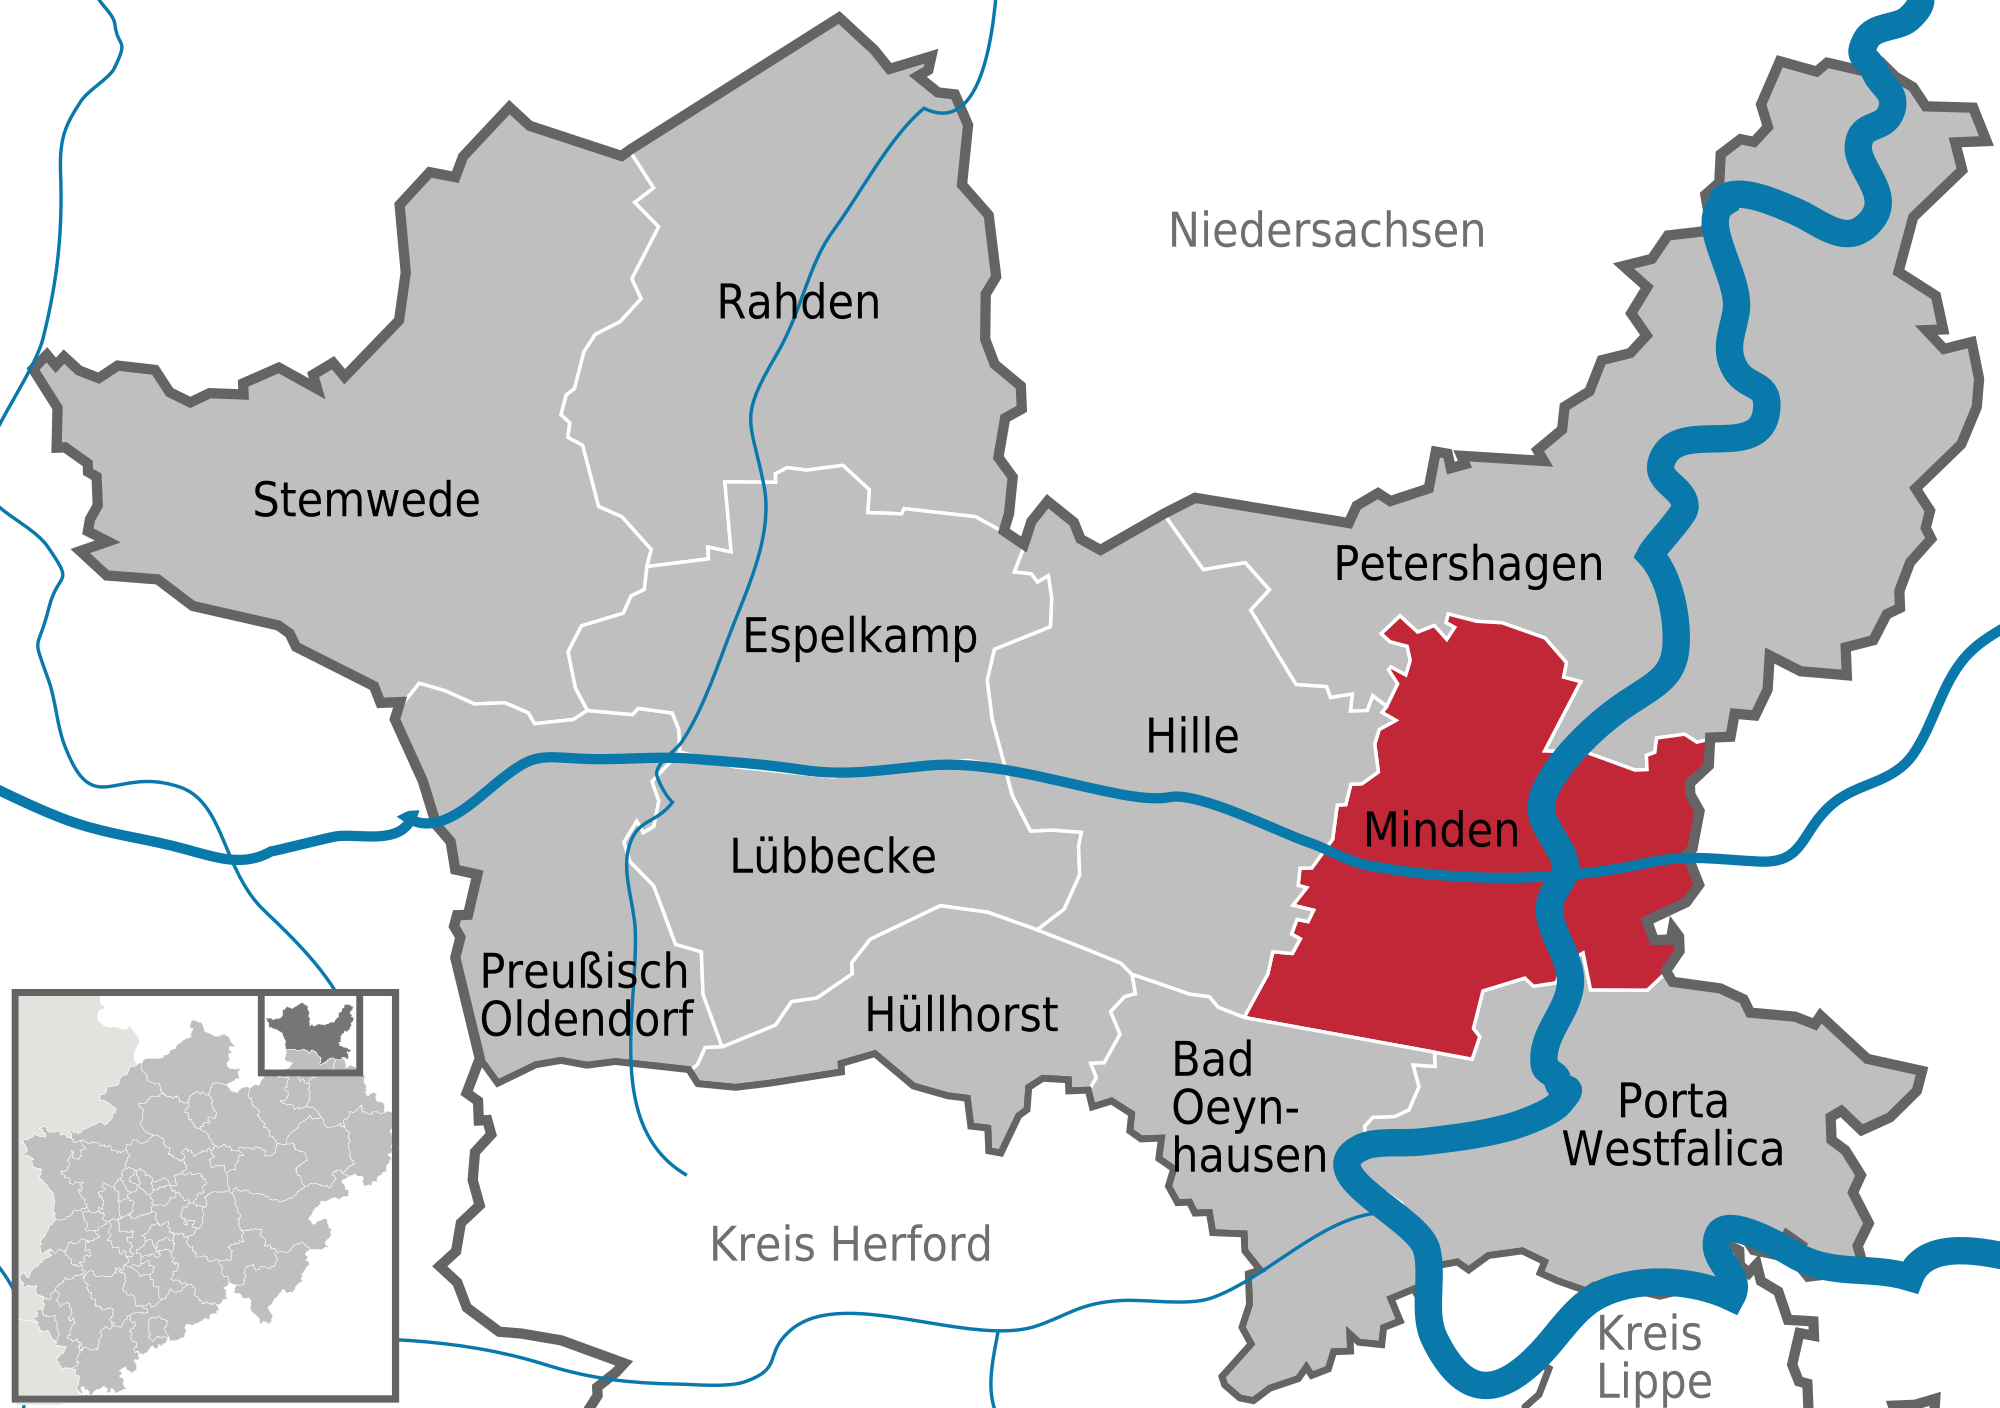 Niedersachsen
Rahden
Stemwede
Petershagen
Espelkamp
Hille
Minden
Lübbecke
Preußisch
Oldendorf
Hüllhorst
Bad
Oeyn-
hausen
Porta
Westfalica
Kreis Herford
Kreis
Lippe